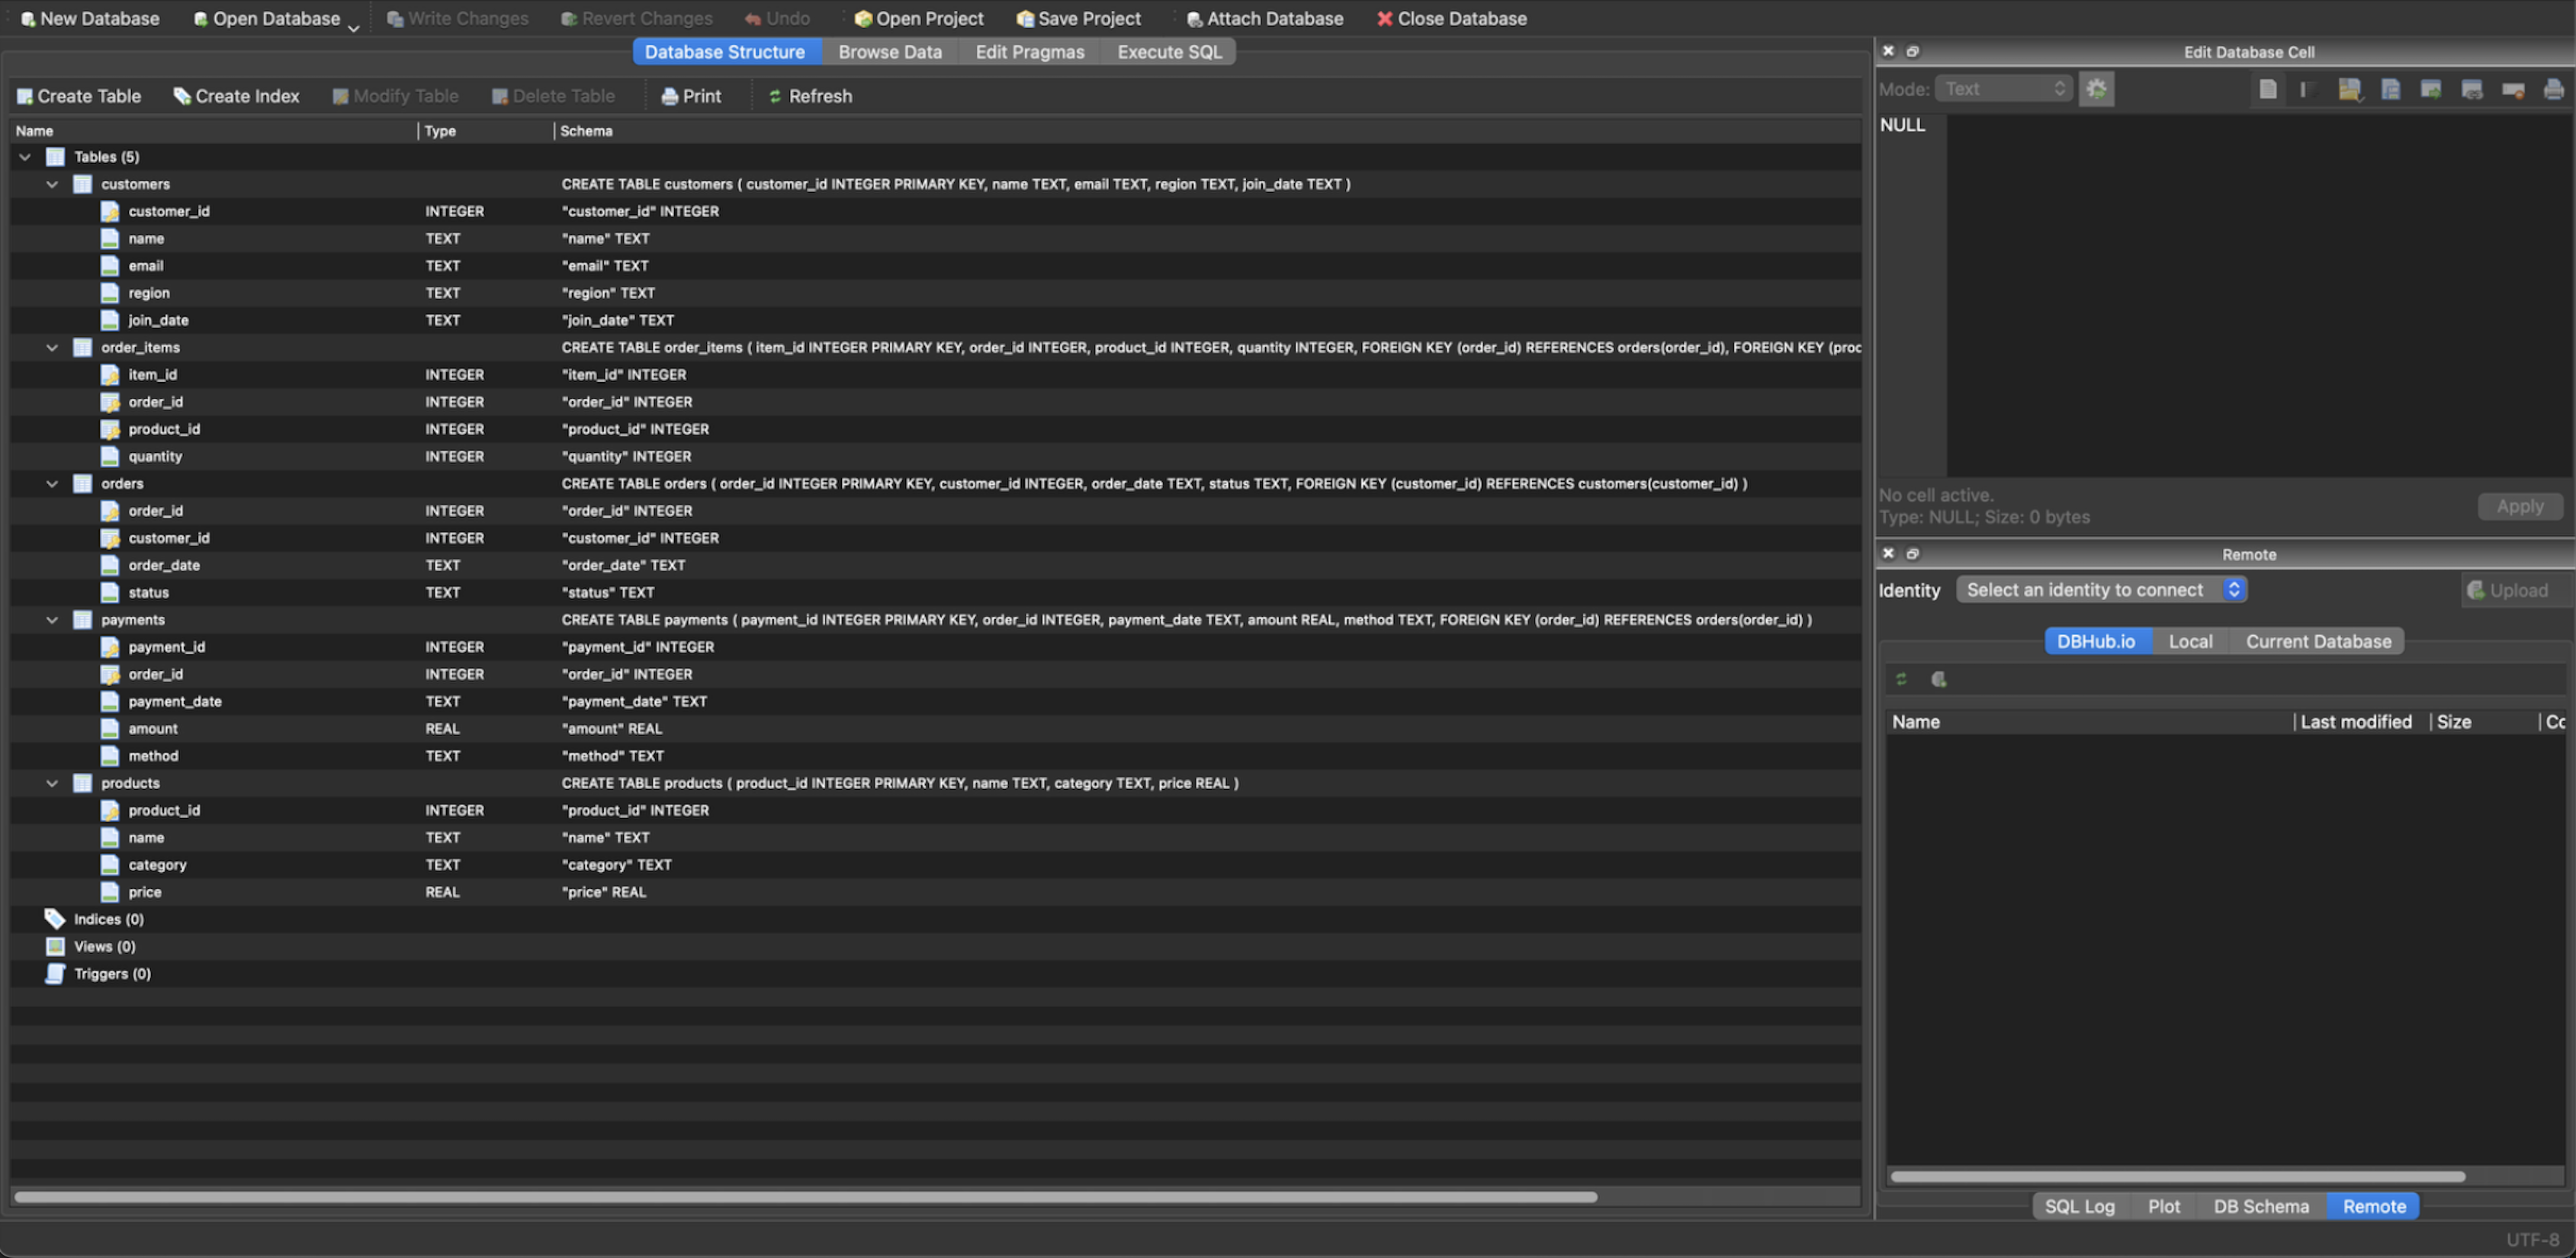 New Database Open Database Write Changes Revert Changes Undo Open Project Save Project Attach Database Close Database
Database Structure Browse Data Edit Pragmas Execute SQL
Create Table Create Index Modify Table Delete Table Print Refresh
Name Type Schema
Tables (5)
customers CREATE TABLE customers ( customer_id INTEGER PRIMARY KEY, name TEXT, email TEXT, region TEXT, join_date TEXT )
customer_id INTEGER "customer_id" INTEGER
name TEXT "name" TEXT
email TEXT "email" TEXT
region TEXT "region" TEXT
join_date TEXT "join_date" TEXT
order_items CREATE TABLE order_items ( item_id INTEGER PRIMARY KEY, order_id INTEGER, product_id INTEGER, quantity INTEGER, FOREIGN KEY (order_id) REFERENCES orders(order_id), FOREIGN KEY (proc
item_id INTEGER "item_id" INTEGER
order_id INTEGER "order_id" INTEGER
product_id INTEGER "product_id" INTEGER
quantity INTEGER "quantity" INTEGER
orders CREATE TABLE orders ( order_id INTEGER PRIMARY KEY, customer_id INTEGER, order_date TEXT, status TEXT, FOREIGN KEY (customer_id) REFERENCES customers(customer_id) )
order_id INTEGER "order_id" INTEGER
customer_id INTEGER "customer_id" INTEGER
order_date TEXT "order_date" TEXT
status TEXT "status" TEXT
payments CREATE TABLE payments ( payment_id INTEGER PRIMARY KEY, order_id INTEGER, payment_date TEXT, amount REAL, method TEXT, FOREIGN KEY (order_id) REFERENCES orders(order_id) )
payment_id INTEGER "payment_id" INTEGER
order_id INTEGER "order_id" INTEGER
payment_date TEXT "payment_date" TEXT
amount REAL "amount" REAL
method TEXT "method" TEXT
products CREATE TABLE products ( product_id INTEGER PRIMARY KEY, name TEXT, category TEXT, price REAL )
product_id INTEGER "product_id" INTEGER
name TEXT "name" TEXT
category TEXT "category" TEXT
price REAL "price" REAL
Indices (0)
Views (0)
Triggers (0)
Edit Database Cell
Mode: Text
NULL
No cell active.
Type: NULL; Size: 0 bytes
Apply
Remote
Identity Select an identity to connect Upload
DBHub.io Local Current Database
Name Last modified Size Co
SQL Log Plot DB Schema Remote
UTF-8